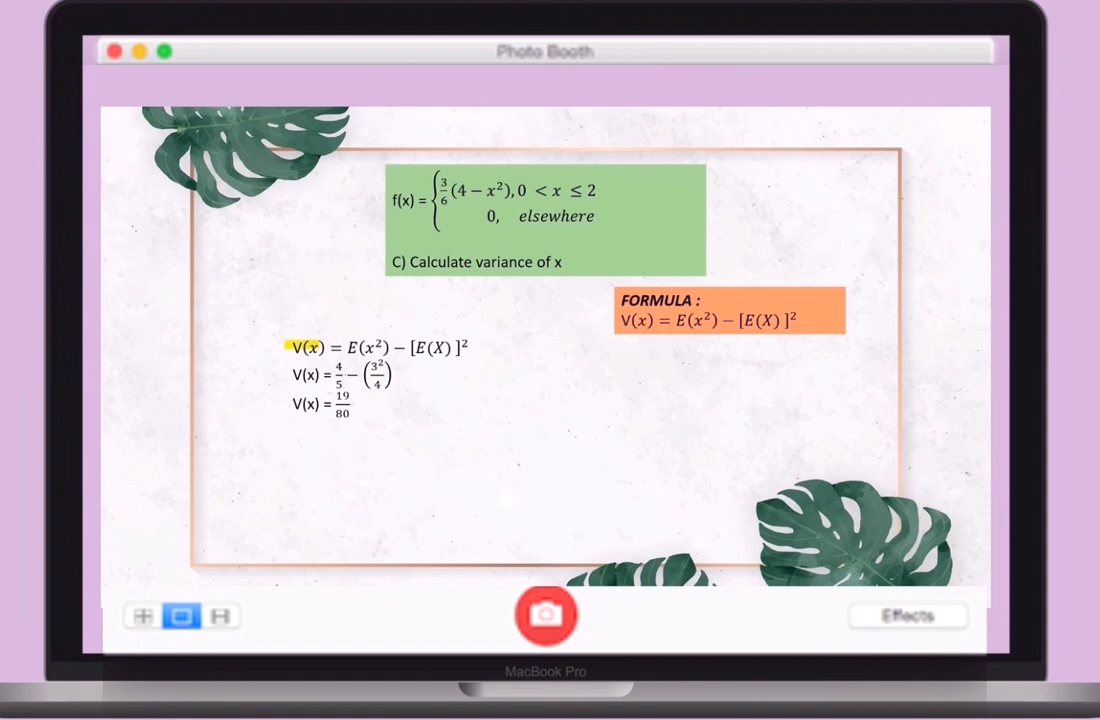 Photo Booth
f(x) = { 3/6 (4 − x²), 0 < x ≤ 2
0, elsewhere
C) Calculate variance of x
FORMULA :
V(x) = E(x²) − [E(X) ]²
V(x) = E(x²) − [E(X) ]²
V(x) = 4/5 − (3²/4)
V(x) = 19/80
Effects
MacBook Pro